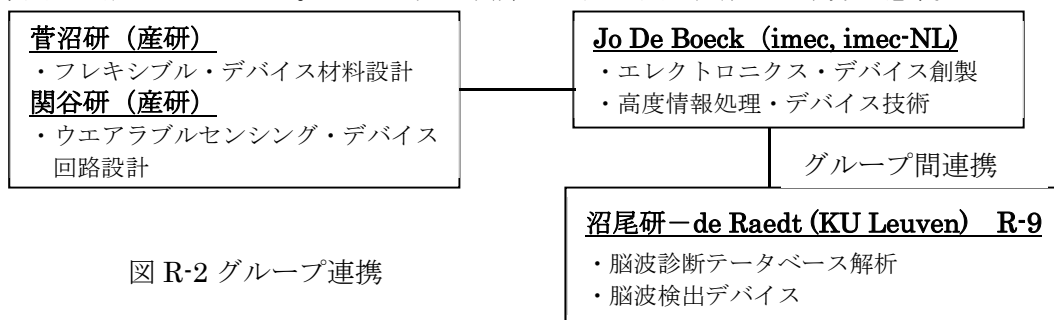 菅沼研（産研）
・フレキシブル・デバイス材料設計
関谷研（産研）
・ウエアラブルセンシング・デバイス
回路設計
Jo De Boeck（imec, imec-NL)
・エレクトロニクス・デバイス創製
・高度情報処理・デバイス技術
グループ間連携
沼尾研－de Raedt (KU Leuven)　R-9
・脳波診断テータベース解析
・脳波検出デバイス
図 R-2 グループ連携